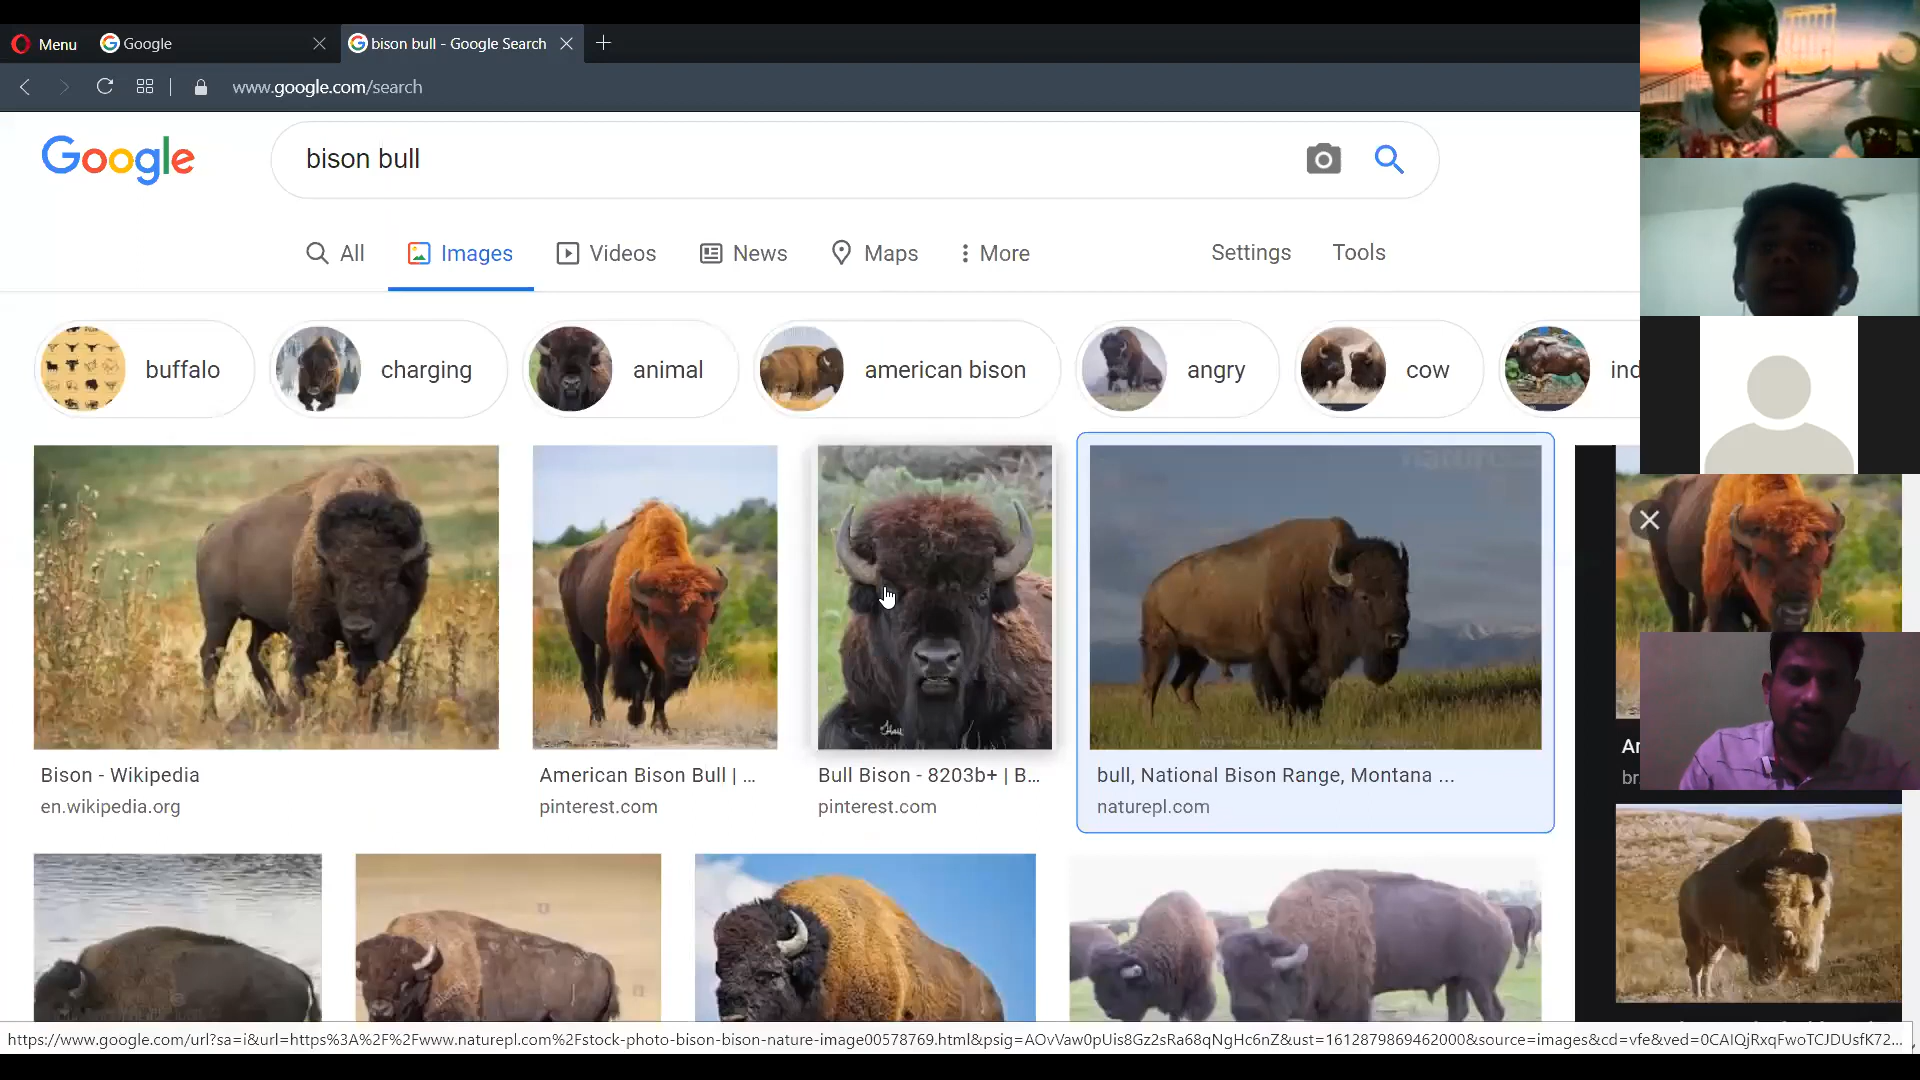 Menu
Google
bison bull - Google Search
www.google.com/search
Google
bison bull
All
Images
Videos
News
Maps
More
Settings
Tools
buffalo
charging
animal
american bison
angry
cow
ind
Bison - Wikipedia
en.wikipedia.org
American Bison Bull | ...
pinterest.com
Bull Bison - 8203b+ | B...
pinterest.com
bull, National Bison Range, Montana ...
naturepl.com
https://www.google.com/url?sa=i&url=https%3A%2F%2Fwww.naturepl.com%2Fstock-photo-bison-bison-nature-image00578769.html&psig=AOvVaw0pUis8Gz2sRa68qNgHc6nZ&ust=1612879869462000&source=images&cd=vfe&ved=0CAIQjRxqFwoTCJDUsfK72...